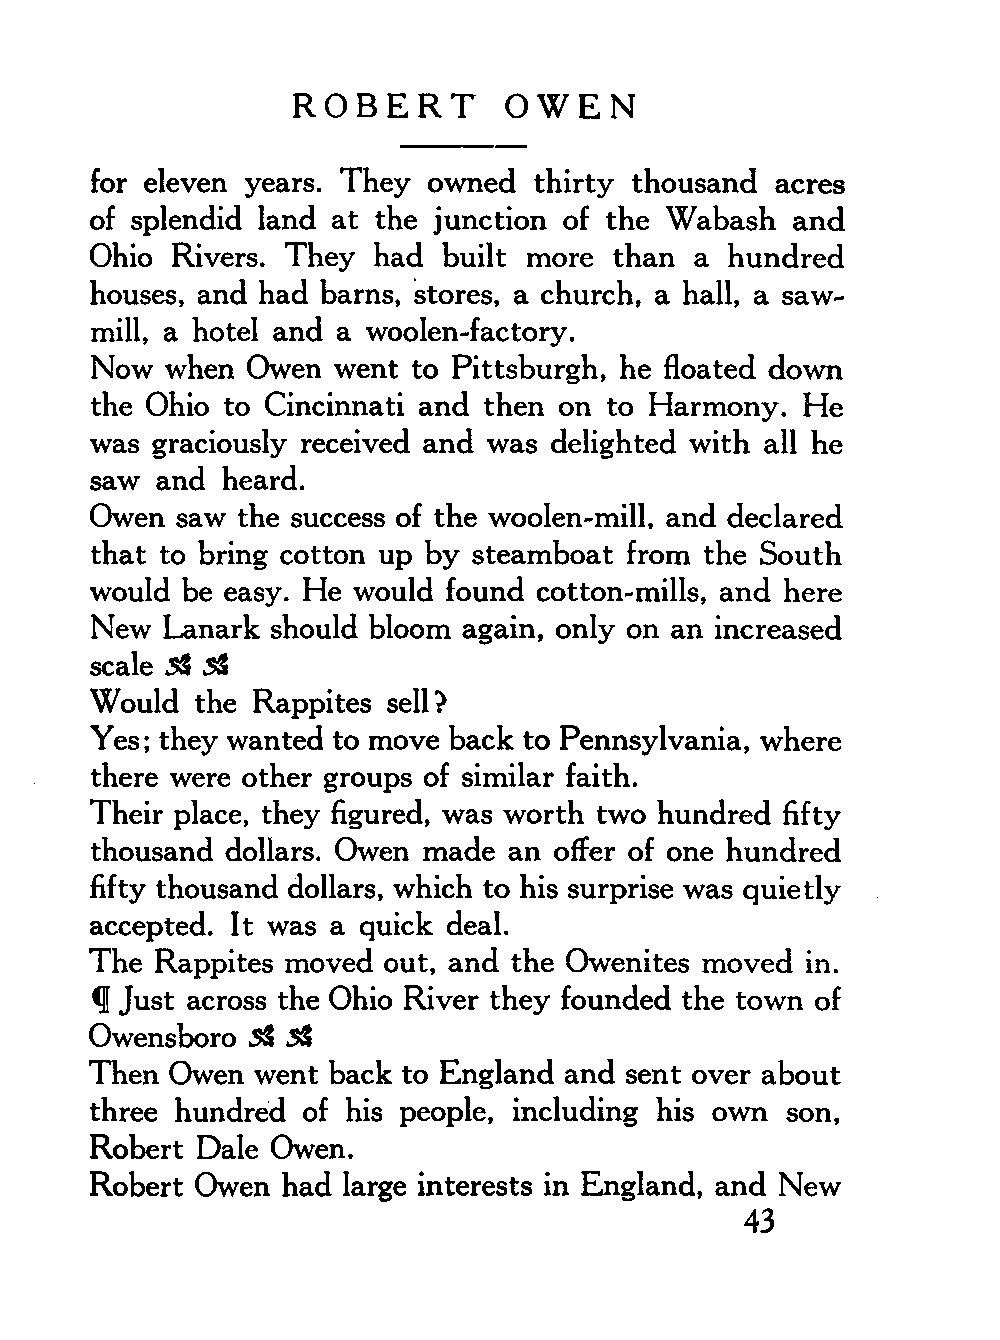 ROBERT OWEN
for eleven years. They owned thirty thousand acres
of splendid land at the junction of the Wabash and
Ohio Rivers. They had built more than a hundred
houses, and had barns, stores, a church, a hall, a saw-
mill, a hotel and a woolen-factory.
Now when Owen went to Pittsburgh, he floated down
the Ohio to Cincinnati and then on to Harmony. He
was graciously received and was delighted with all he
saw and heard.
Owen saw the success of the woolen-mill, and declared
that to bring cotton up by steamboat from the South
would be easy. He would found cotton-mills, and here
New Lanark should bloom again, only on an increased
scale
Would the Rappites sell?
Yes; they wanted to move back to Pennsylvania, where
there were other groups of similar faith.
Their place, they figured, was worth two hundred fifty
thousand dollars. Owen made an offer of one hundred
fifty thousand dollars, which to his surprise was quietly
accepted. It was a quick deal.
The Rappites moved out, and the Owenites moved in.
¶ Just across the Ohio River they founded the town of
Owensboro
Then Owen went back to England and sent over about
three hundred of his people, including his own son,
Robert Dale Owen.
Robert Owen had large interests in England, and New
43